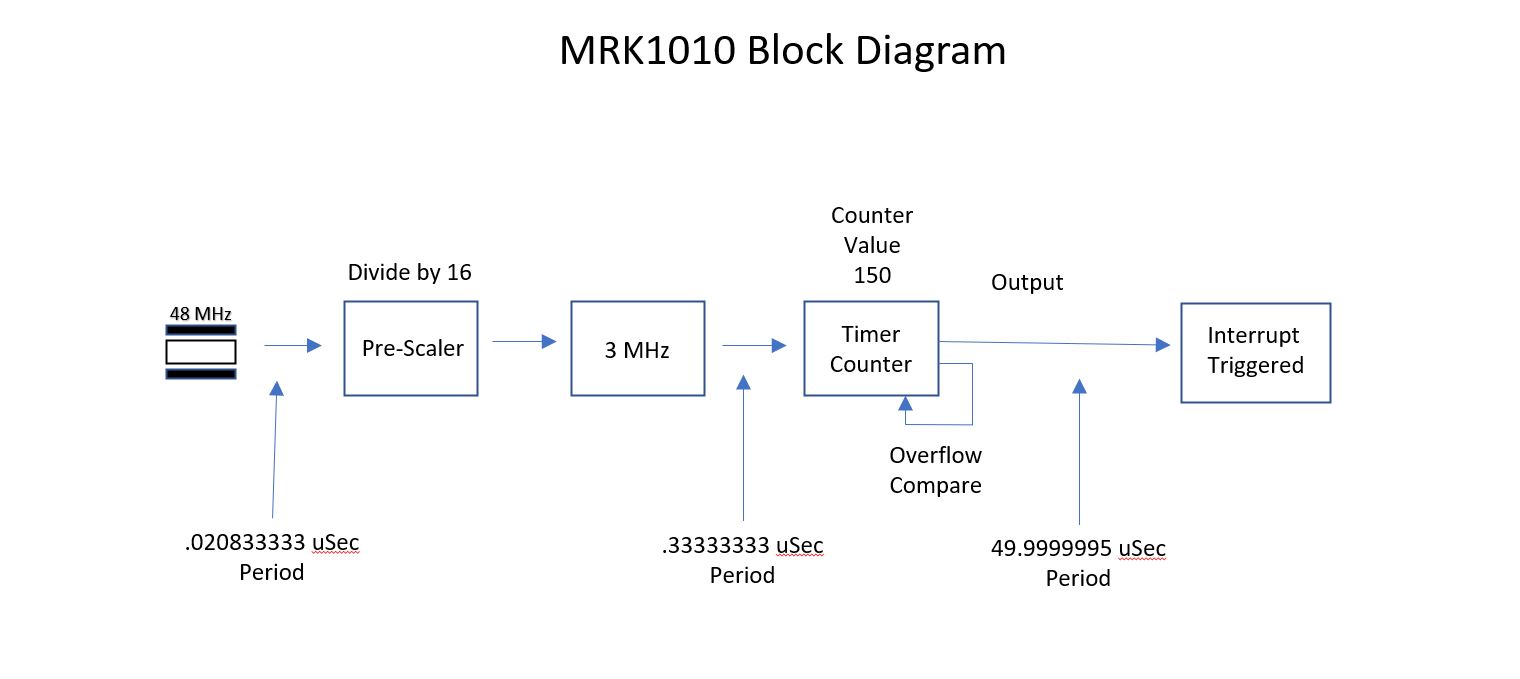 MRK1010 Block Diagram
Counter
Value
150
Divide by 16
Output
48 MHz
Pre-Scaler
3 MHz
Timer
Counter
Interrupt
Triggered
Overflow
Compare
.020833333 uSec
Period
.33333333 uSec
Period
49.9999995 uSec
Period